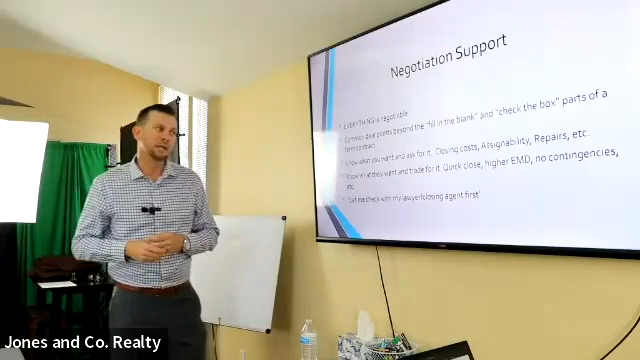 Negotiation Support
EVERYTHING is negotiable
Common deal points beyond the "fill in the blank" and "check the box" parts of a
form contract
Know what you want and ask for it. Closing costs, Assignability, Repairs, etc.
Know what they want and trade for it. Quick close, higher EMD, no contingencies,
etc.
"Let me check with my lawyer/closing agent first"
Jones and Co. Realty